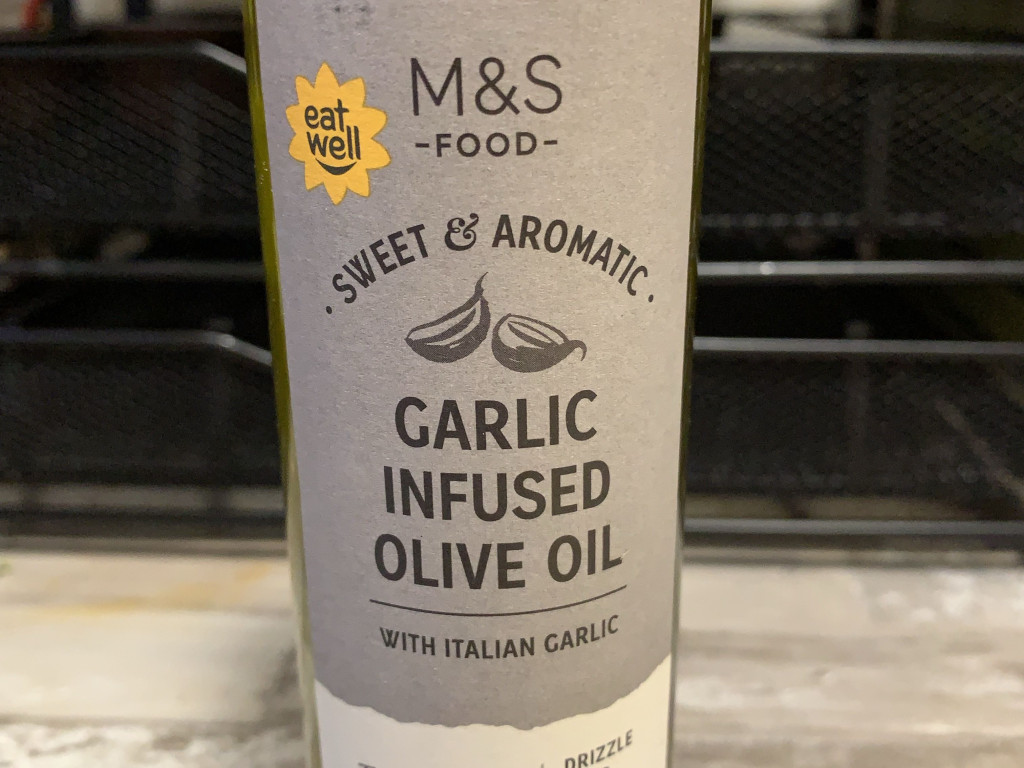 eat
well
M&S
-FOOD-
· SWEET & AROMATIC ·
GARLIC
INFUSED
OLIVE OIL
WITH ITALIAN GARLIC
DRIZZLE